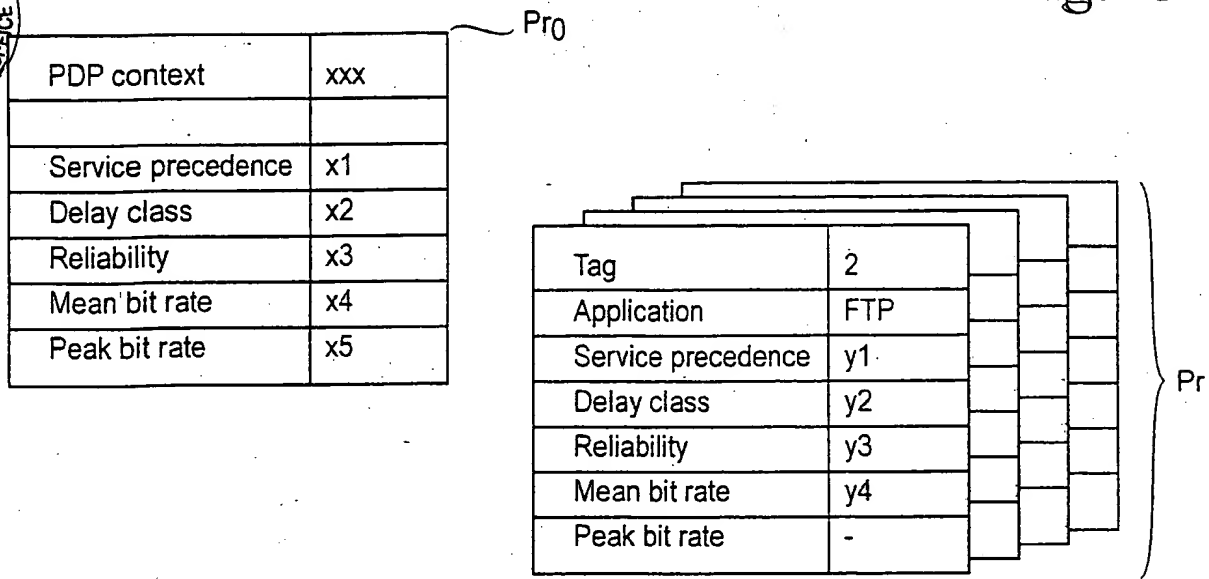 Pr0
PDP context xxx
Service precedence x1
Delay class x2
Reliability x3
Mean bit rate x4
Peak bit rate x5
Tag 2
Application FTP
Service precedence y1
Delay class y2
Reliability y3
Mean bit rate y4
Peak bit rate -
Pr